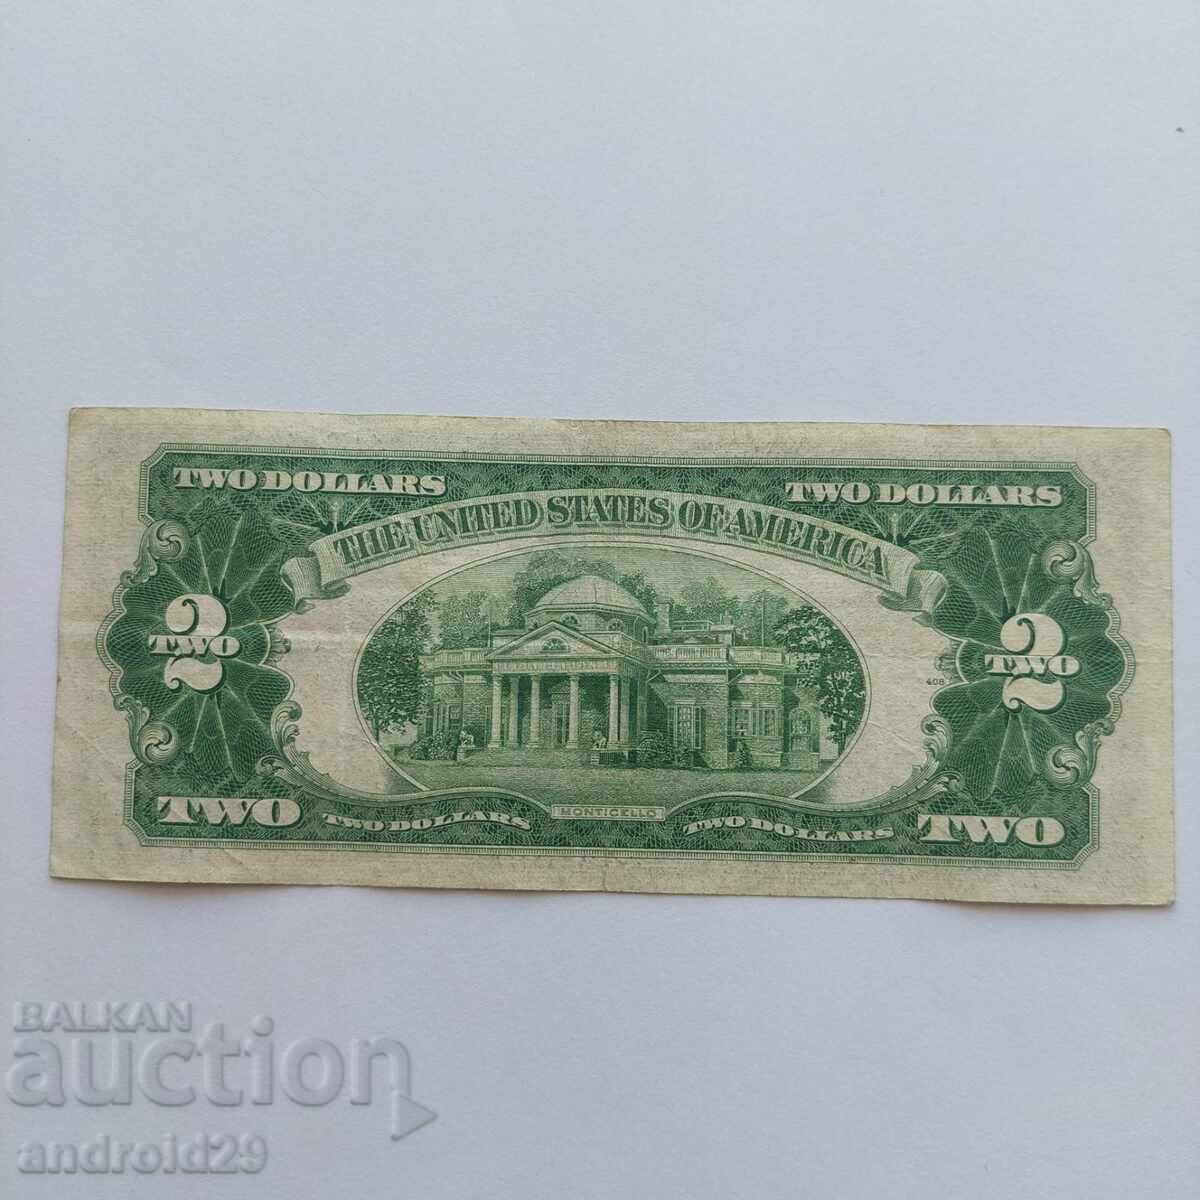 TWO DOLLARS TWO DOLLARS
THE UNITED STATES OF AMERICA
2 2
TWO TWO
408
TWO TWO DOLLARS MONTICELLO TWO DOLLARS TWO
BALKAN
auction
android29